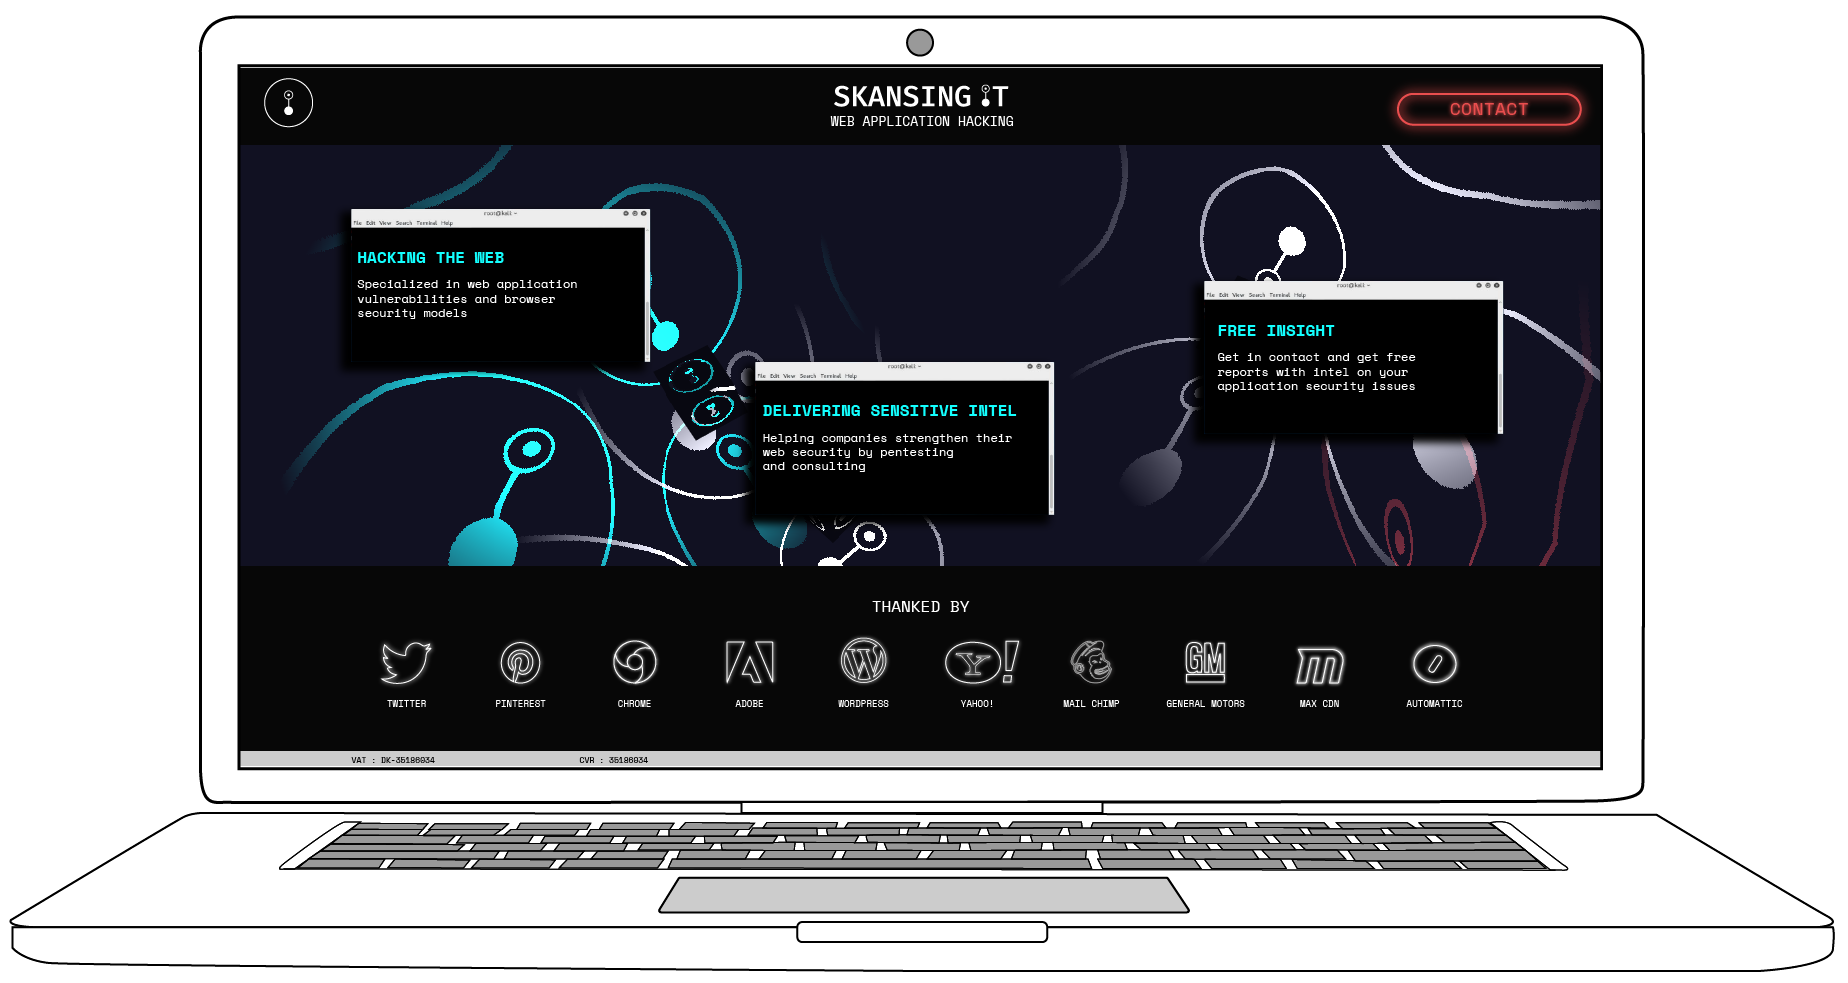 SKANSING IT
WEB APPLICATION HACKING
CONTACT
root@kali ~
File Edit View Search Terminal Help
HACKING THE WEB
Specialized in web application
vulnerabilities and browser
security models
root@kali ~
File Edit View Search Terminal Help
FREE INSIGHT
Get in contact and get free
reports with intel on your
application security issues
root@kali ~
File Edit View Search Terminal Help
DELIVERING SENSITIVE INTEL
Helping companies strengthen their
web security by pentesting
and consulting
THANKED BY
Y! GM m
TWITTER PINTEREST CHROME ADOBE WORDPRESS YAHOO! MAIL CHIMP GENERAL MOTORS MAX CDN AUTOMATTIC
VAT : DK-35186034 CVR : 35186034